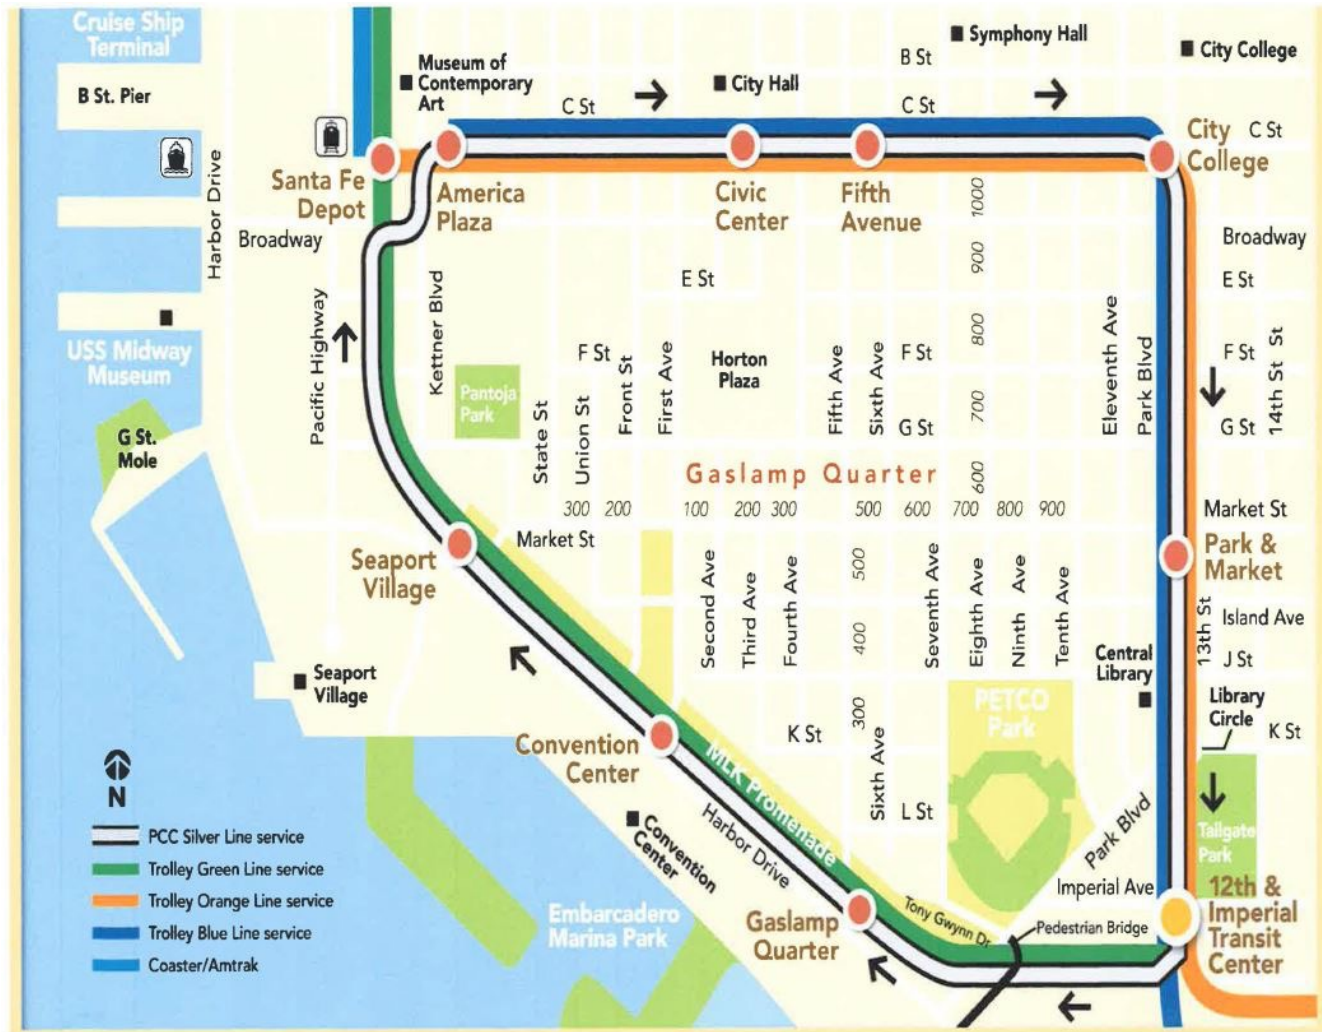 Cruise Ship
Terminal
B St. Pier
Harbor Drive
Museum of
Contemporary
Art
C St
City Hall
B St
C St
Symphony Hall
City College
Santa Fe
Depot
America
Plaza
Civic
Center
Fifth
Avenue
City
College
C St
Broadway
Broadway
E St
E St
1000
900
800
700
600
USS Midway
Museum
G St.
Mole
Pacific Highway
Kettner Blvd
Pantoja
Park
F St
State St
Union St
Front St
First Ave
Horton
Plaza
Fifth Ave
Sixth Ave
F St
G St
Eleventh Ave
Park Blvd
F St
G St
14th St
St
Gaslamp Quarter
300
200
100
200
300
500
600
700
800
900
Market St
Market St
Seaport
Village
Park &
Market
Second Ave
Third Ave
Fourth Ave
500
400
300
Seventh Ave
Eighth Ave
Ninth Ave
Tenth Ave
13th St
Island Ave
J St
Seaport
Village
Central
Library
Library
Circle
K St
K St
PETCO
Park
Sixth Ave
L St
Convention
Center
MLK Promenade
Harbor Drive
Convention
Center
Park Blvd
Tailgate
Park
Imperial Ave
12th &
Imperial
Transit
Center
Gaslamp
Quarter
Tony Gwynn Dr
Pedestrian Bridge
Embarcadero
Marina Park
N
PCC Silver Line service
Trolley Green Line service
Trolley Orange Line service
Trolley Blue Line service
Coaster/Amtrak